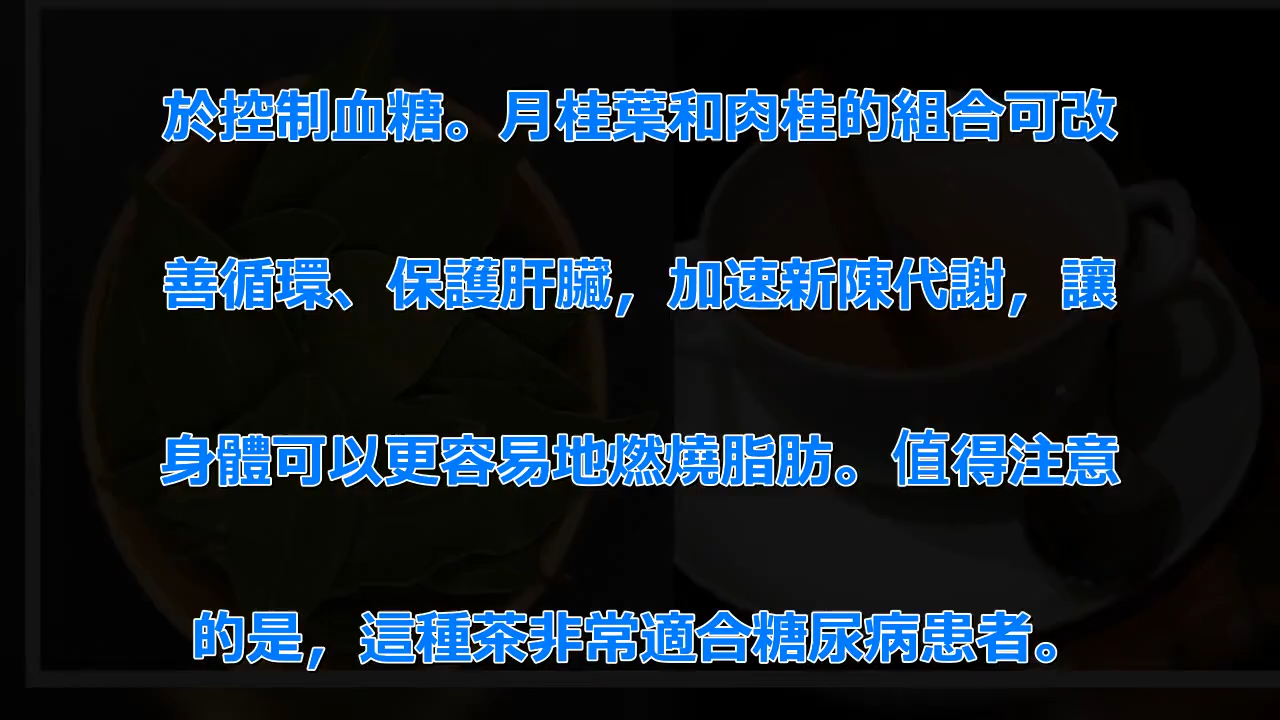 於控制血糖。月桂葉和肉桂的組合可改
善循環、保護肝臟，加速新陳代謝，讓
身體可以更容易地燃燒脂肪。值得注意
的是，這種茶非常適合糖尿病患者。